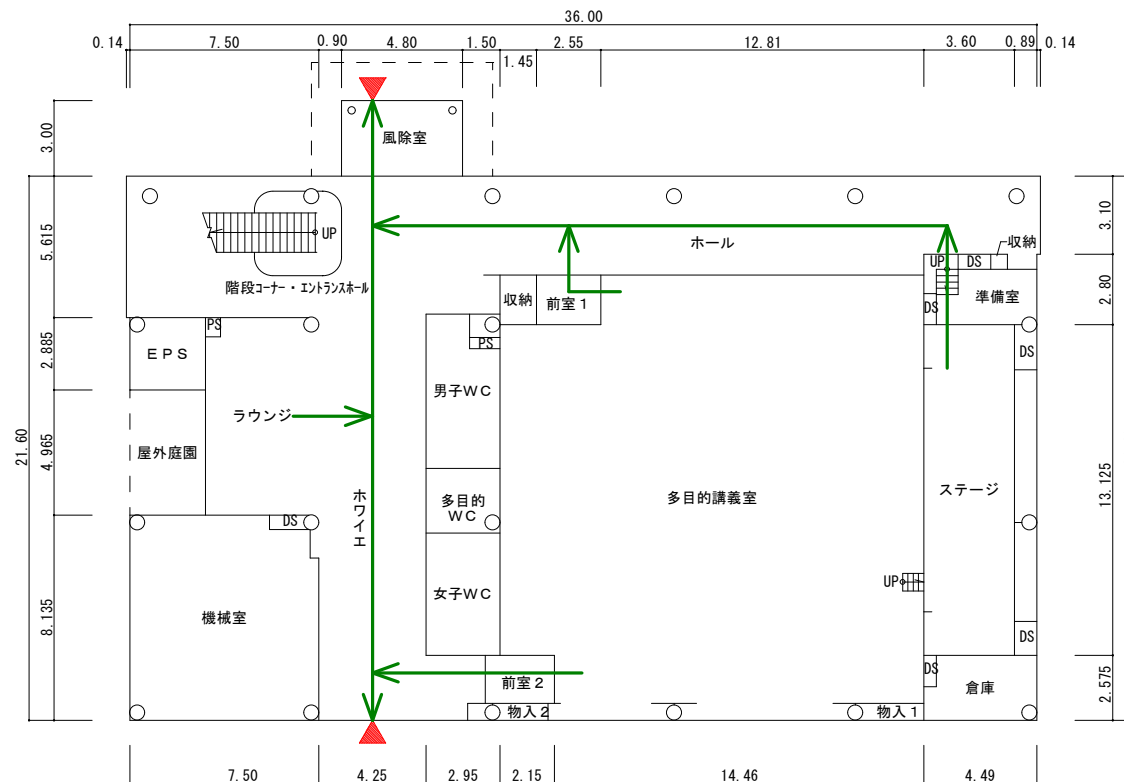 36.00
0.14
7.50
0.90
4.80
1.50
2.55
12.81
3.60
0.89
0.14
1.45
3.00
風除室
21.60
5.615
2.885
4.965
8.135
3.10
2.80
13.125
2.575
UP
階段コーナー・エントランスホール
ホール
収納
UP
DS
準備室
DS
収納
前室1
PS
EPS
PS
DS
男子WC
ラウンジ
屋外庭園
ホワイエ
多目的
WC
多目的講義室
ステージ
DS
女子WC
UP
機械室
DS
DS
前室2
倉庫
物入2
物入1
7.50
4.25
2.95
2.15
14.46
4.49